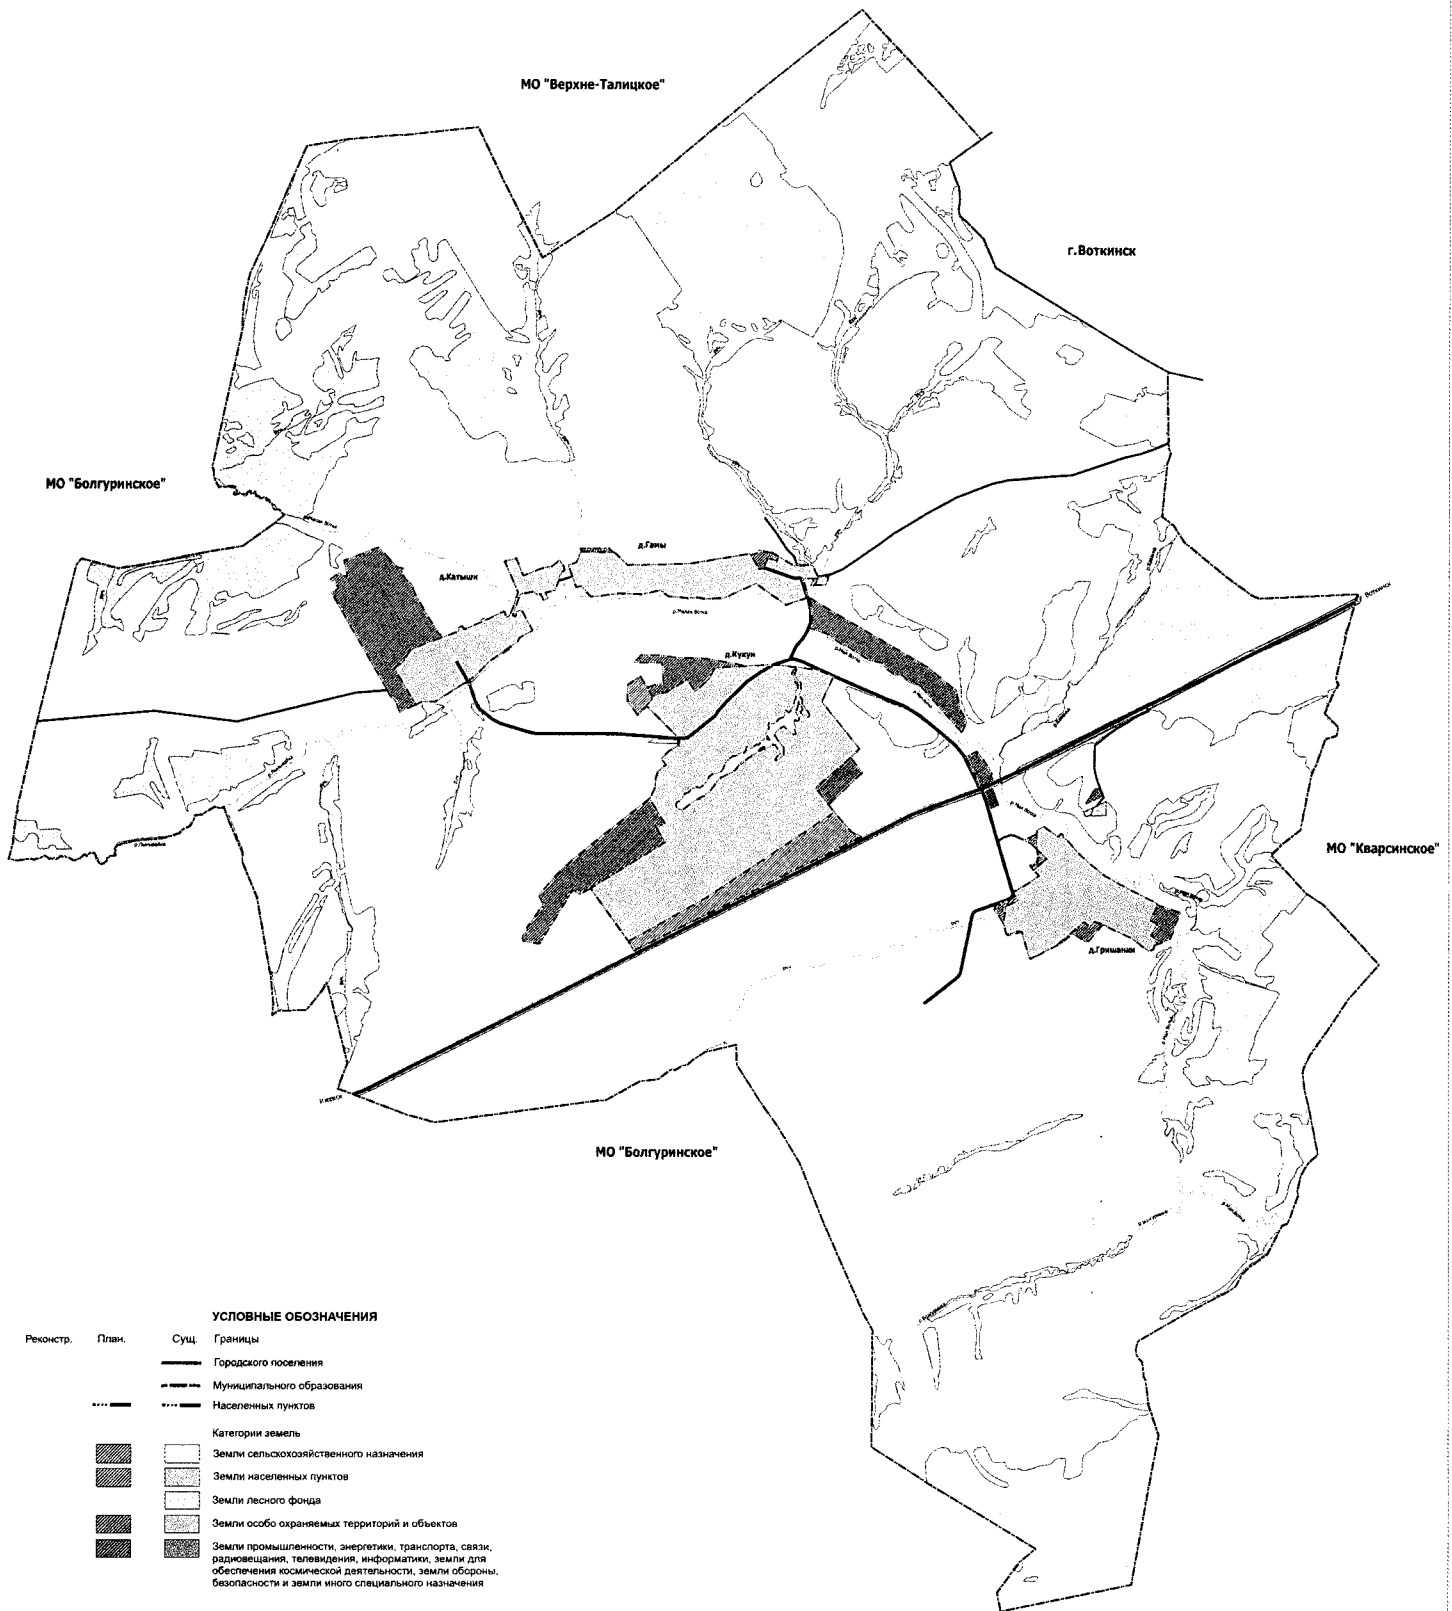 МО "Верхне-Талицкое"
г.Воткинск
МО "Болгуринское"
д.Гамы
д.Катыши
р.Малая Вотка
д.Кукуи
Воткинск
МО "Кварсинское"
д.Гришанки
Ижевск
МО "Болгуринское"
УСЛОВНЫЕ ОБОЗНАЧЕНИЯ
Реконстр. План. Сущ. Границы
Городского поселения
Муниципального образования
Населенных пунктов
Категории земель
Земли сельскохозяйственного назначения
Земли населенных пунктов
Земли лесного фонда
Земли особо охраняемых территорий и объектов
Земли промышленности, энергетики, транспорта, связи,
радиовещания, телевидения, информатики, земли для
обеспечения космической деятельности, земли обороны,
безопасности и земли иного специального назначения